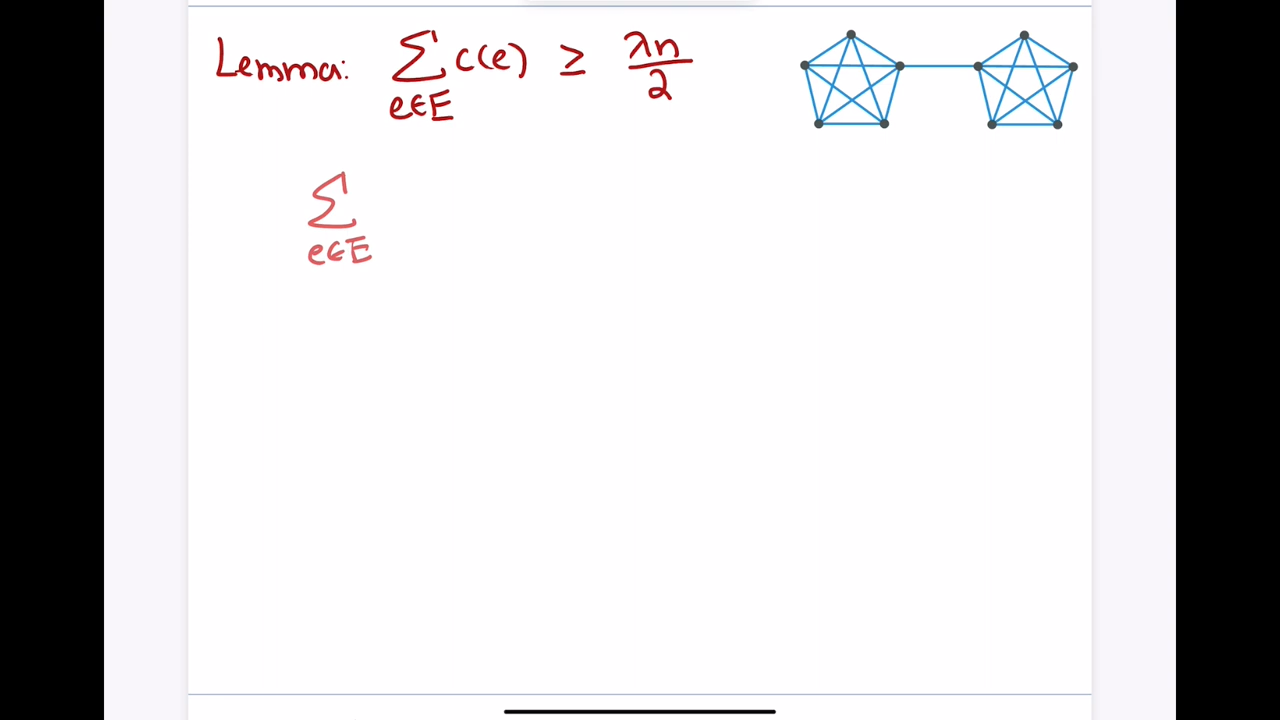 Lemma: ∑_{e∈E} c(e) ≥ λn/2
∑_{e∈E}